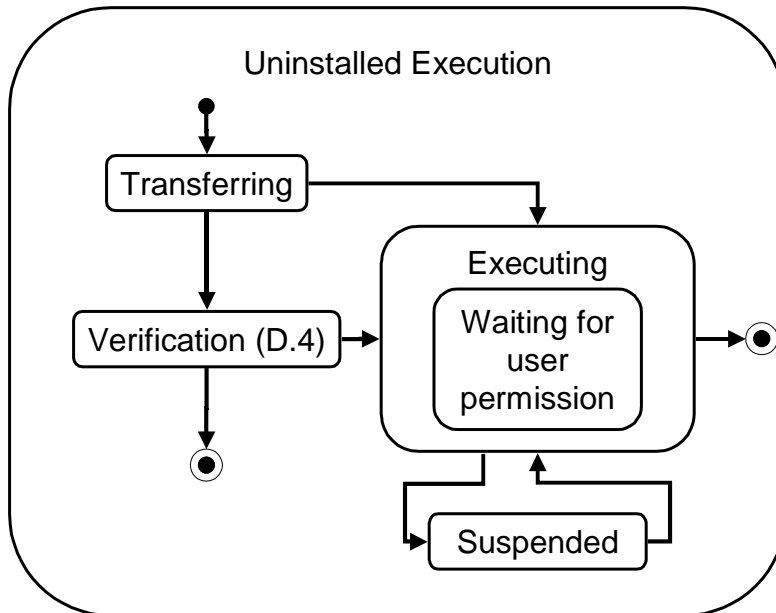 Uninstalled Execution
Transferring
Executing
Verification (D.4)
Waiting for
user
permission
Suspended